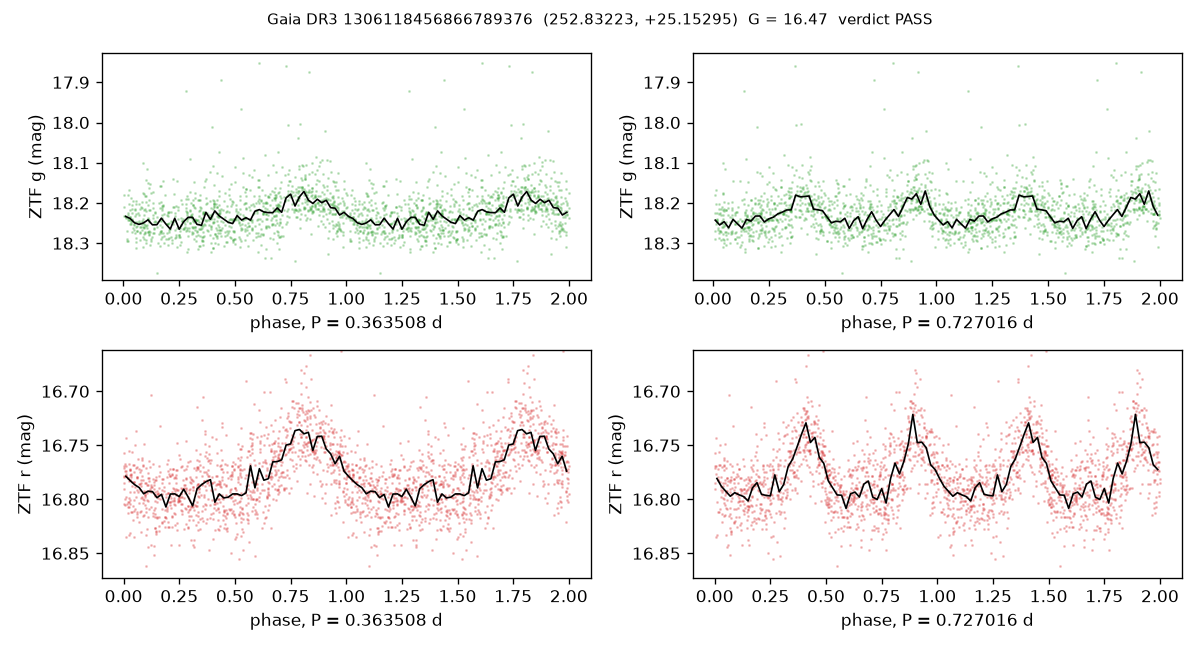 Gaia DR3 1306118456866789376 (252.83223, +25.15295) G = 16.47 verdict PASS
ZTF g (mag)
17.9
18.0
18.1
18.2
18.3
0.00 0.25 0.50 0.75 1.00 1.25 1.50 1.75 2.00
phase, P = 0.363508 d
ZTF g (mag)
17.9
18.0
18.1
18.2
18.3
0.00 0.25 0.50 0.75 1.00 1.25 1.50 1.75 2.00
phase, P = 0.727016 d
ZTF r (mag)
16.70
16.75
16.80
16.85
0.00 0.25 0.50 0.75 1.00 1.25 1.50 1.75 2.00
phase, P = 0.363508 d
ZTF r (mag)
16.70
16.75
16.80
16.85
0.00 0.25 0.50 0.75 1.00 1.25 1.50 1.75 2.00
phase, P = 0.727016 d